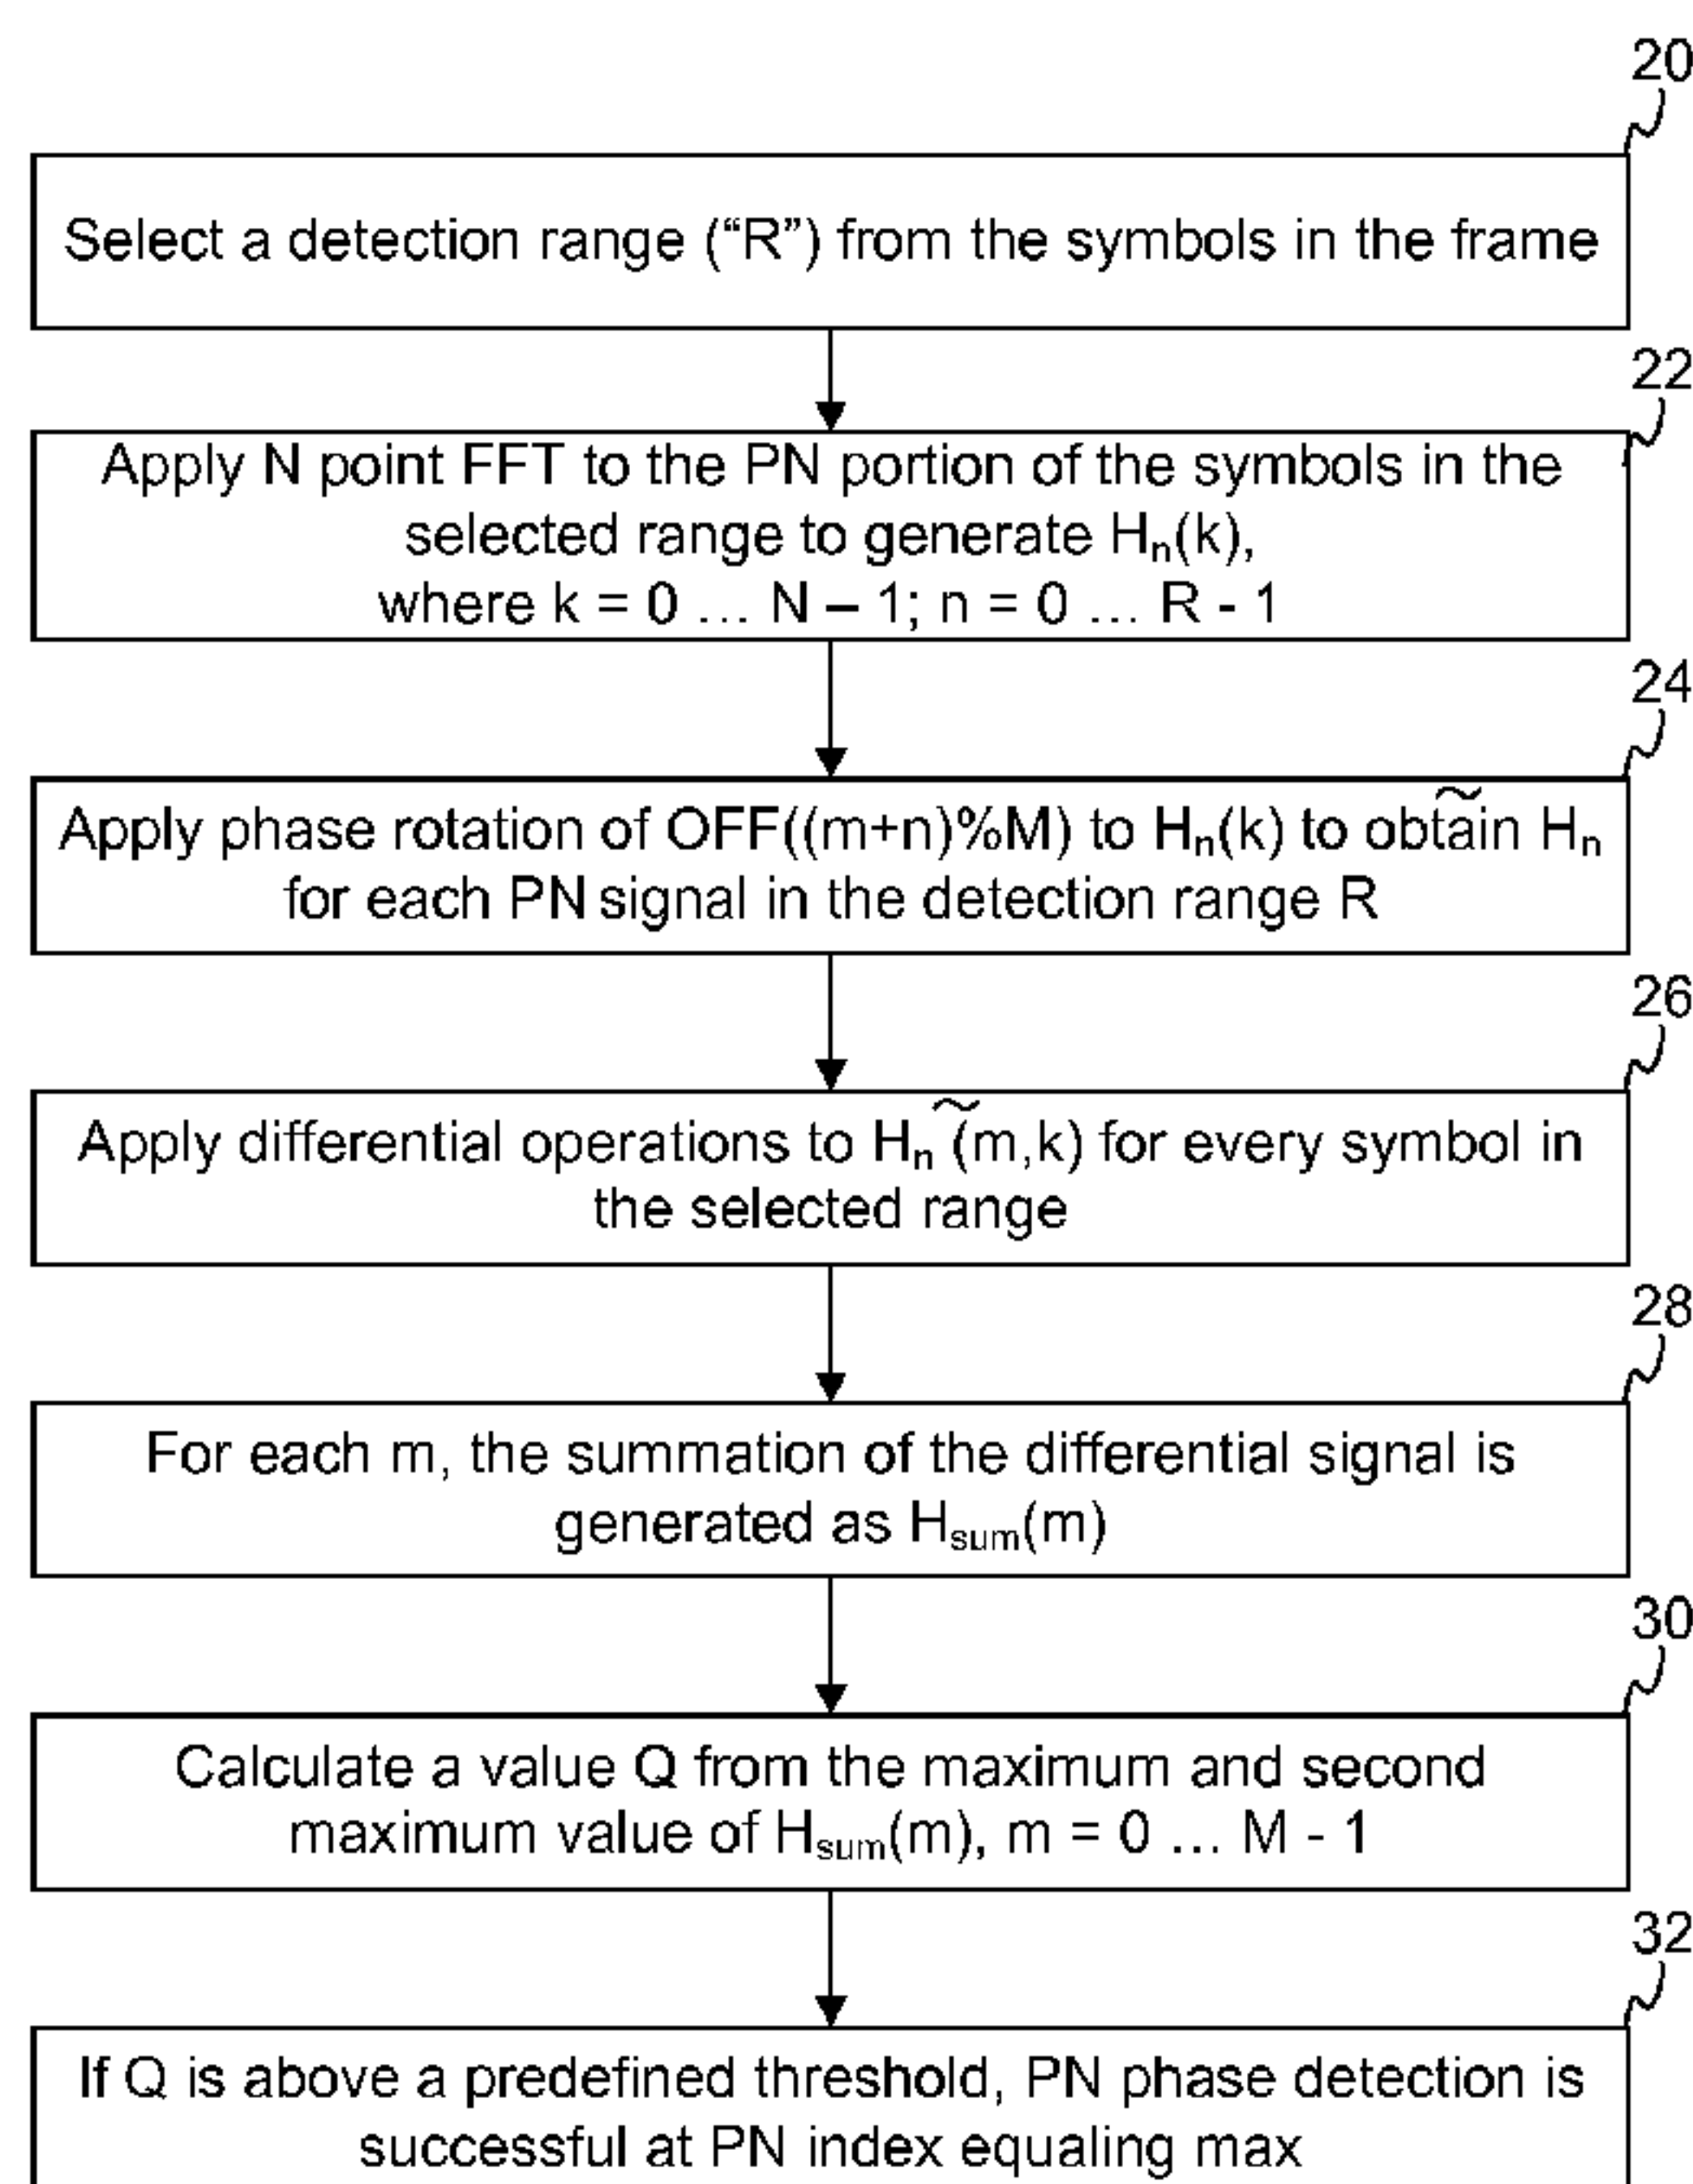 20
Select a detection range (“R”) from the symbols in the frame
22
Apply N point FFT to the PN portion of the symbols in the
selected range to generate Hn(k),
where k = 0 ... N – 1; n = 0 ... R - 1
24
Apply phase rotation of OFF((m+n)%M) to Hn(k) to obtain H̃n
for each PN signal in the detection range R
26
Apply differential operations to H̃n (m,k) for every symbol in
the selected range
28
For each m, the summation of the differential signal is
generated as Hsum(m)
30
Calculate a value Q from the maximum and second
maximum value of Hsum(m), m = 0 ... M - 1
32
If Q is above a predefined threshold, PN phase detection is
successful at PN index equaling max